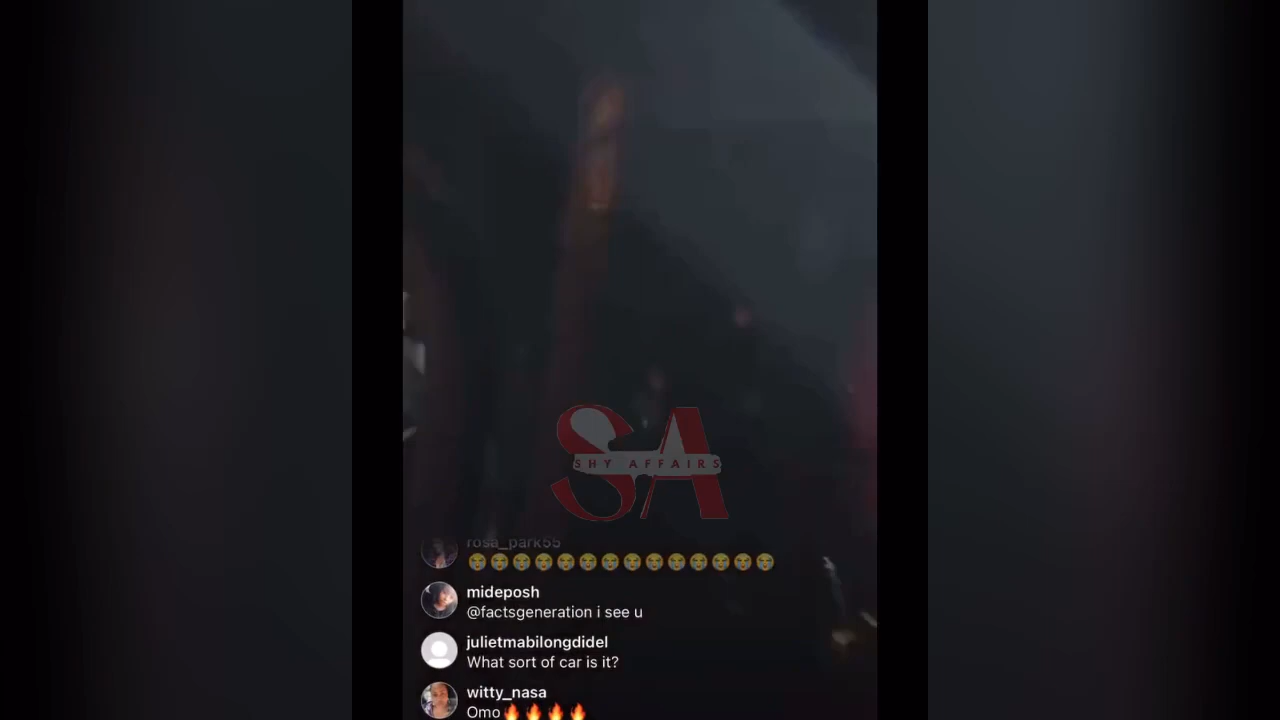 SA
SHY AFFAIRS
rosa_park55
😭😭😭😭😭😭😭😭😭😭😭😭😭😭
mideposh
@factsgeneration i see u
julietmabilongdidel
What sort of car is it?
witty_nasa
Omo🔥🔥🔥🔥